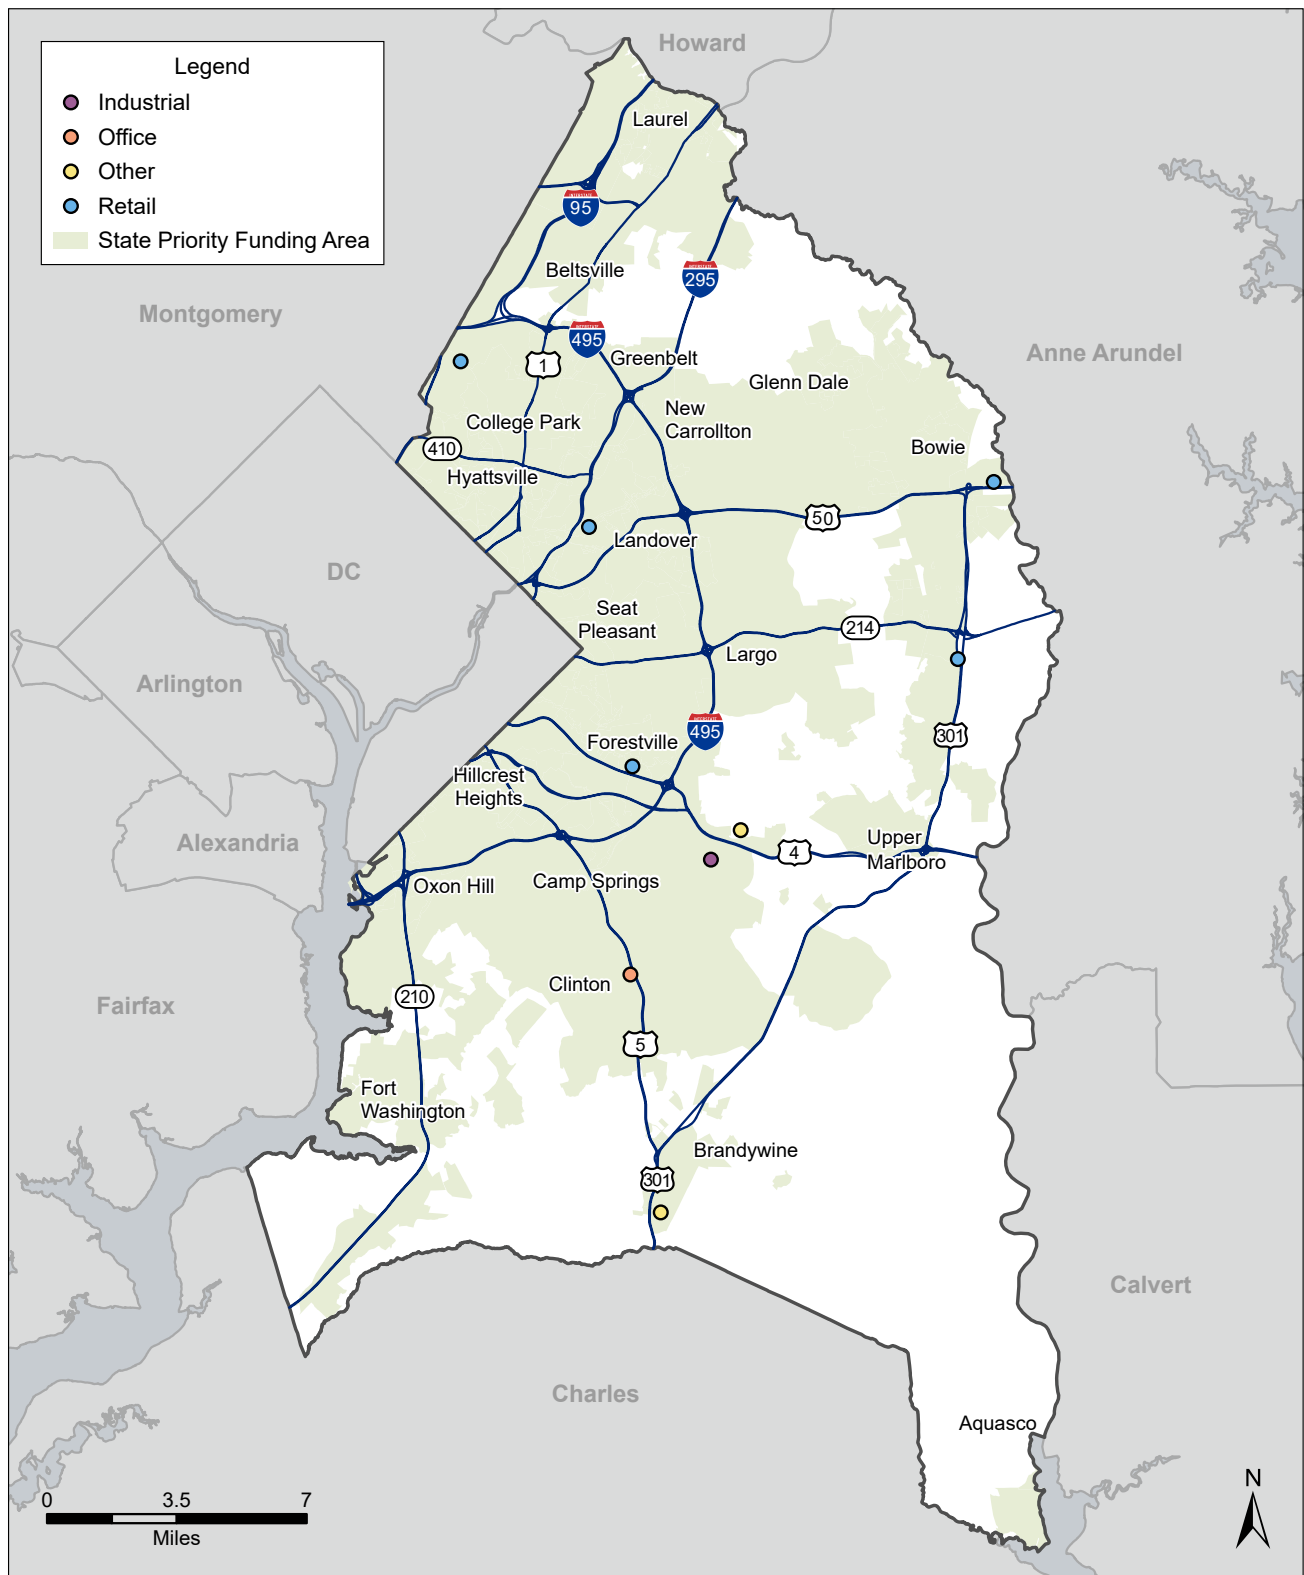 Howard
Legend
Industrial
Office
Other
Retail
State Priority Funding Area
Laurel
95
Beltsville
295
Montgomery
495
Greenbelt
1
Anne Arundel
Glenn Dale
New
Carrollton
College Park
410
Bowie
Hyattsville
50
Landover
DC
Seat
Pleasant
214
Largo
Arlington
495
301
Forestville
Hillcrest
Heights
Alexandria
Upper
Marlboro
4
Oxon Hill
Camp Springs
Clinton
210
Fairfax
5
Fort
Washington
Brandywine
301
Calvert
Charles
Aquasco
0 3.5 7
Miles
N